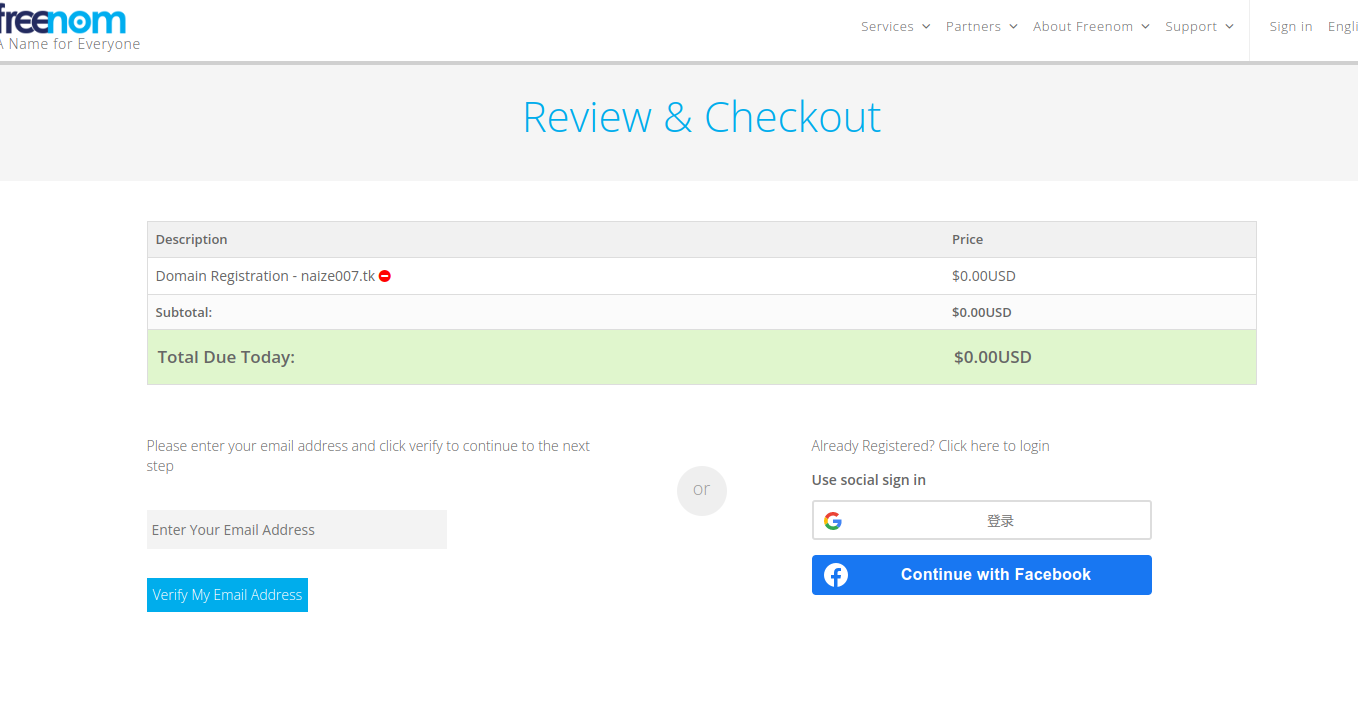 freenom
A Name for Everyone
Services Partners About Freenom Support Sign in Engli
Review & Checkout
Description Price
Domain Registration - naize007.tk $0.00USD
Subtotal: $0.00USD
Total Due Today: $0.00USD
Please enter your email address and click verify to continue to the next
step
Enter Your Email Address
Verify My Email Address
or
Already Registered? Click here to login
Use social sign in
登录
Continue with Facebook